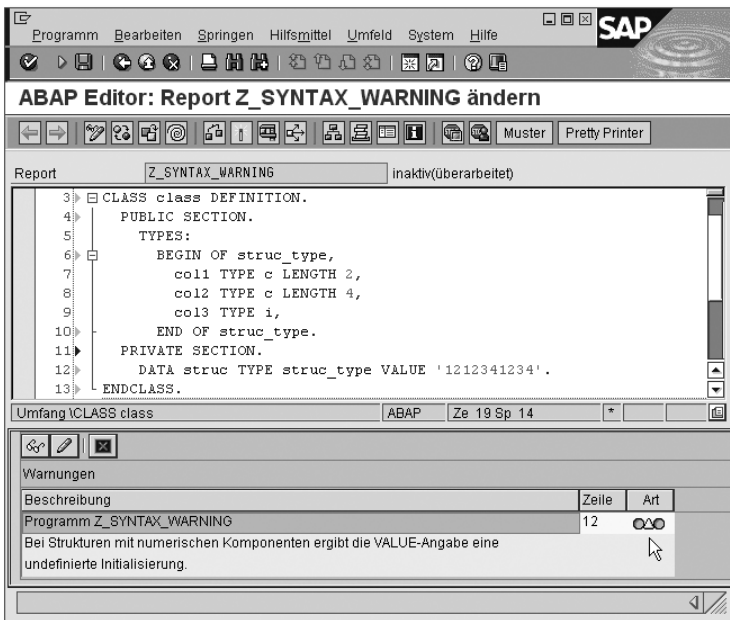 SAP
Programm Bearbeiten Springen Hilfsmittel Umfeld System Hilfe
ABAP Editor: Report Z_SYNTAX_WARNING ändern
Muster Pretty Printer
Report Z_SYNTAX_WARNING inaktiv(überarbeitet)
3 CLASS class DEFINITION.
4 PUBLIC SECTION.
5 TYPES:
6 BEGIN OF struc_type,
7 col1 TYPE c LENGTH 2,
8 col2 TYPE c LENGTH 4,
9 col3 TYPE i,
10 END OF struc_type.
11 PRIVATE SECTION.
12 DATA struc TYPE struc_type VALUE '1212341234'.
13 ENDCLASS.
Umfang \CLASS class ABAP Ze 19 Sp 14 *
Warnungen
Beschreibung Zeile Art
Programm Z_SYNTAX_WARNING 12
Bei Strukturen mit numerischen Komponenten ergibt die VALUE-Angabe eine
undefinierte Initialisierung.